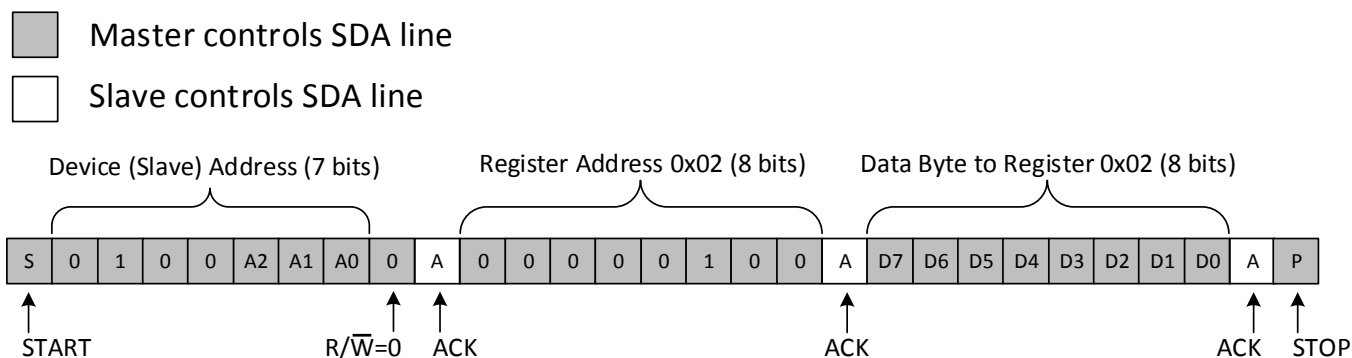 Master controls SDA line
Slave controls SDA line
Device (Slave) Address (7 bits) Register Address 0x02 (8 bits) Data Byte to Register 0x02 (8 bits)
S 0 1 0 0 A2 A1 A0 0 A 0 0 0 0 0 1 0 0 A D7 D6 D5 D4 D3 D2 D1 D0 A P
START R/W̅=0 ACK ACK ACK STOP